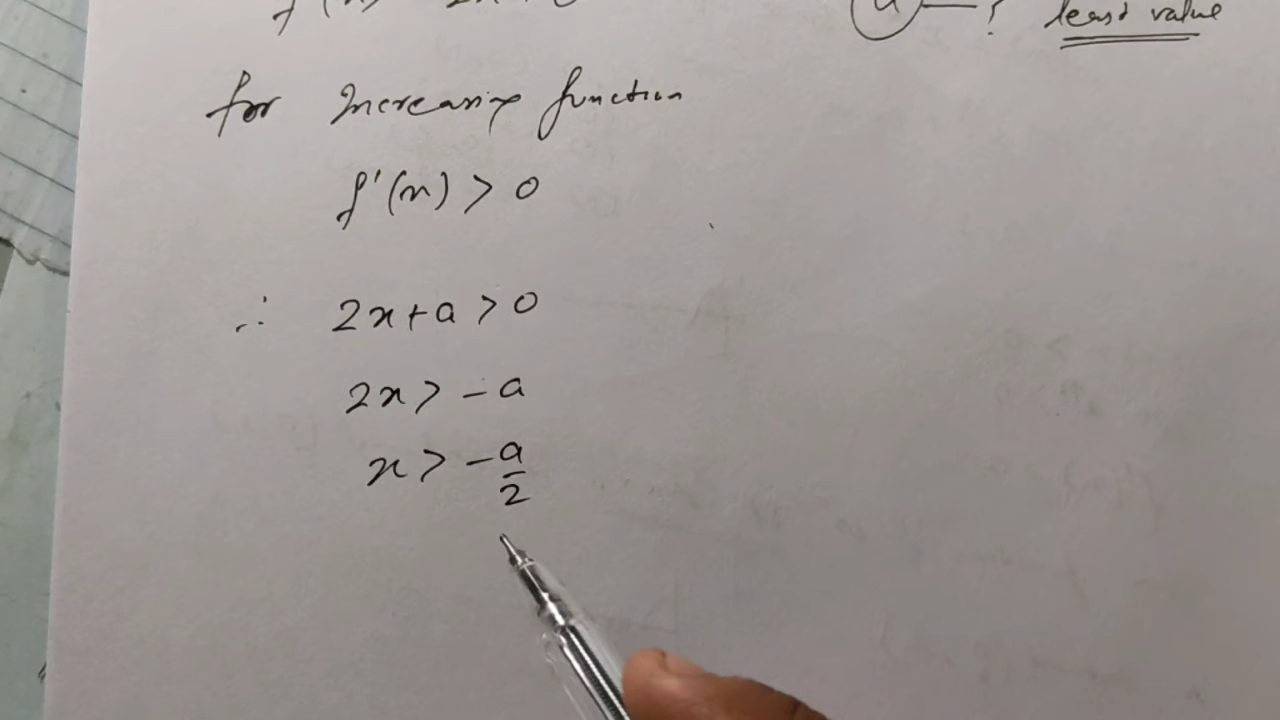 a — ? least value
for Increasing function
f'(x) > 0
∴ 2x+a > 0
2x > -a
x > -a/2